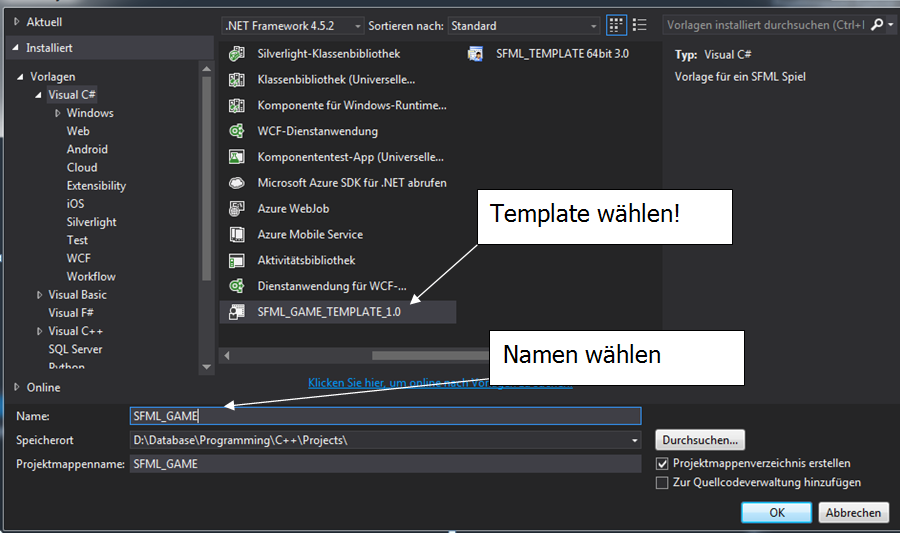 Aktuell
.NET Framework 4.5.2
Sortieren nach:
Standard
Vorlagen installiert durchsuchen (Ctrl+
Installiert
Vorlagen
Visual C#
Windows
Web
Android
Cloud
Extensibility
iOS
Silverlight
Test
WCF
Workflow
Visual Basic
Visual F#
Visual C++
SQL Server
Python
Online
Silverlight-Klassenbibliothek
Klassenbibliothek (Universelle...
Komponente für Windows-Runtime...
WCF-Dienstanwendung
Komponententest-App (Universelle...
Microsoft Azure SDK für .NET abrufen
Azure WebJob
Azure Mobile Service
Aktivitätsbibliothek
Dienstanwendung für WCF-...
SFML_GAME_TEMPLATE_1.0
SFML_TEMPLATE 64bit 3.0
Typ: Visual C#
Vorlage für ein SFML Spiel
Template wählen!
Namen wählen
Klicken Sie hier, um online nach
Name:
SFML_GAME
Speicherort
D:\Database\Programming\C++\Projects\
Durchsuchen...
Projektmappenname:
SFML_GAME
Projektmappenverzeichnis erstellen
Zur Quellcodeverwaltung hinzufügen
OK
Abbrechen